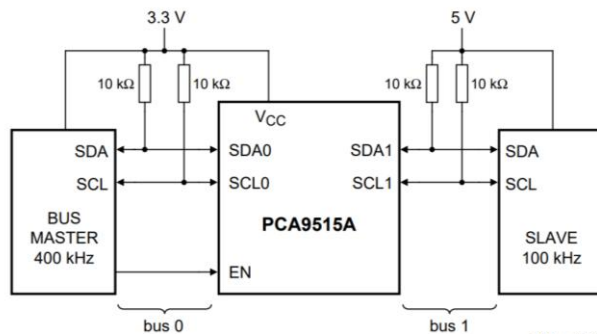 3.3 V
5 V
10 kΩ
10 kΩ
10 kΩ
10 kΩ
VCC
SDA
SDA0
SDA1
SDA
SCL
SCL0
SCL1
SCL
BUS
MASTER
400 kHz
PCA9515A
SLAVE
100 kHz
EN
bus 0
bus 1